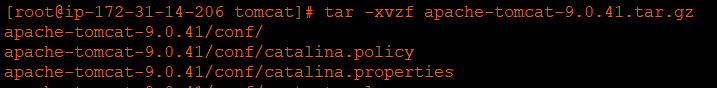 [root@ip-172-31-14-206 tomcat]# tar -xvzf apache-tomcat-9.0.41.tar.gz
apache-tomcat-9.0.41/conf/
apache-tomcat-9.0.41/conf/catalina.policy
apache-tomcat-9.0.41/conf/catalina.properties